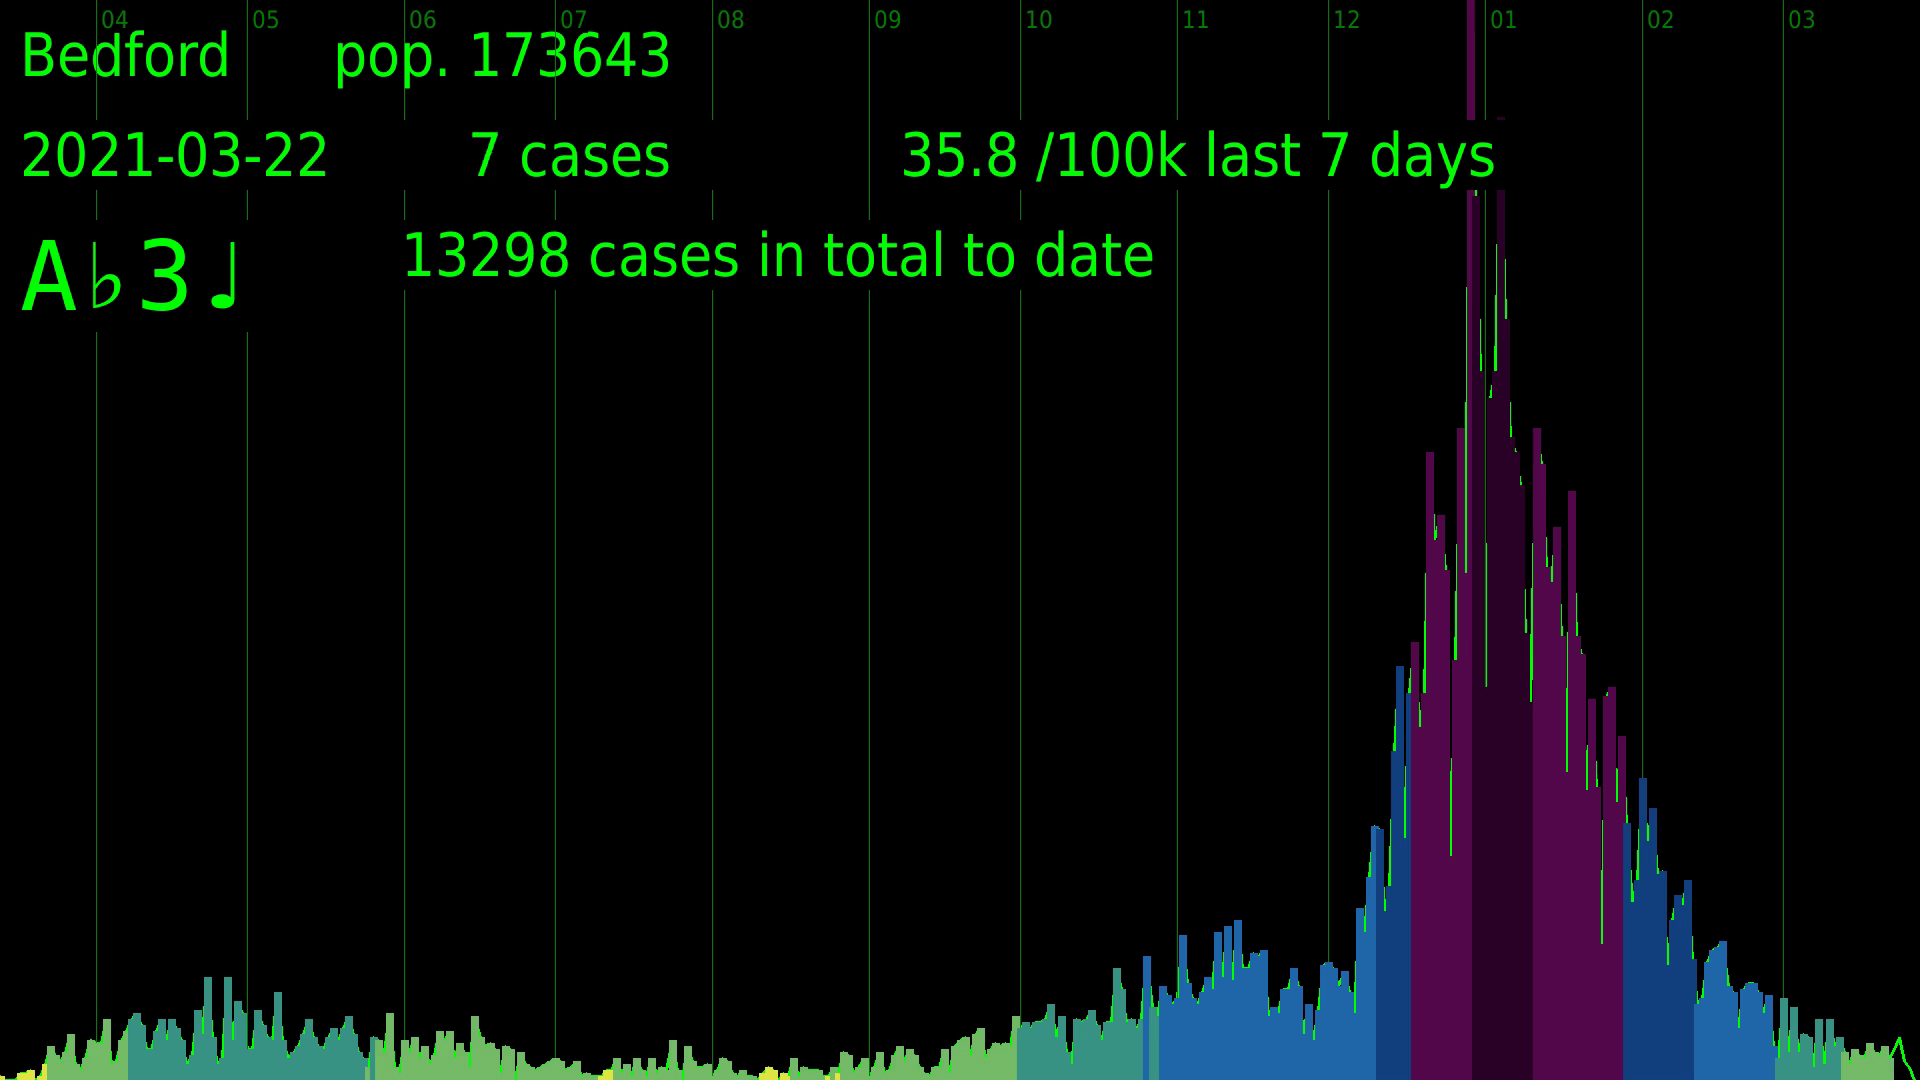 04 05 06 07 08 09 10 11 12 01 02 03
Bedford pop. 173643
2021-03-22 7 cases 35.8 /100k last 7 days
A♭3♩ 13298 cases in total to date